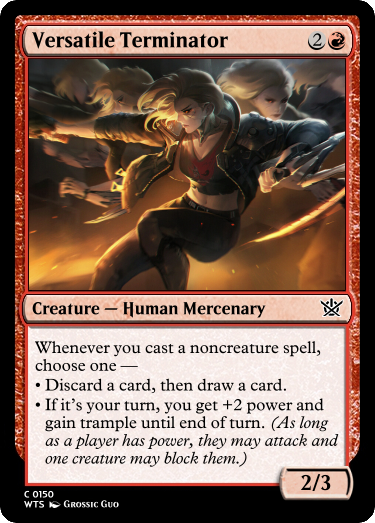 Versatile Terminator 2
Creature — Human Mercenary
Whenever you cast a noncreature spell,
choose one —
• Discard a card, then draw a card.
• If it's your turn, you get +2 power and
gain trample until end of turn. (As long
as a player has power, they may attack and
one creature may block them.)
2/3
C 0150
WTS Grossic Guo